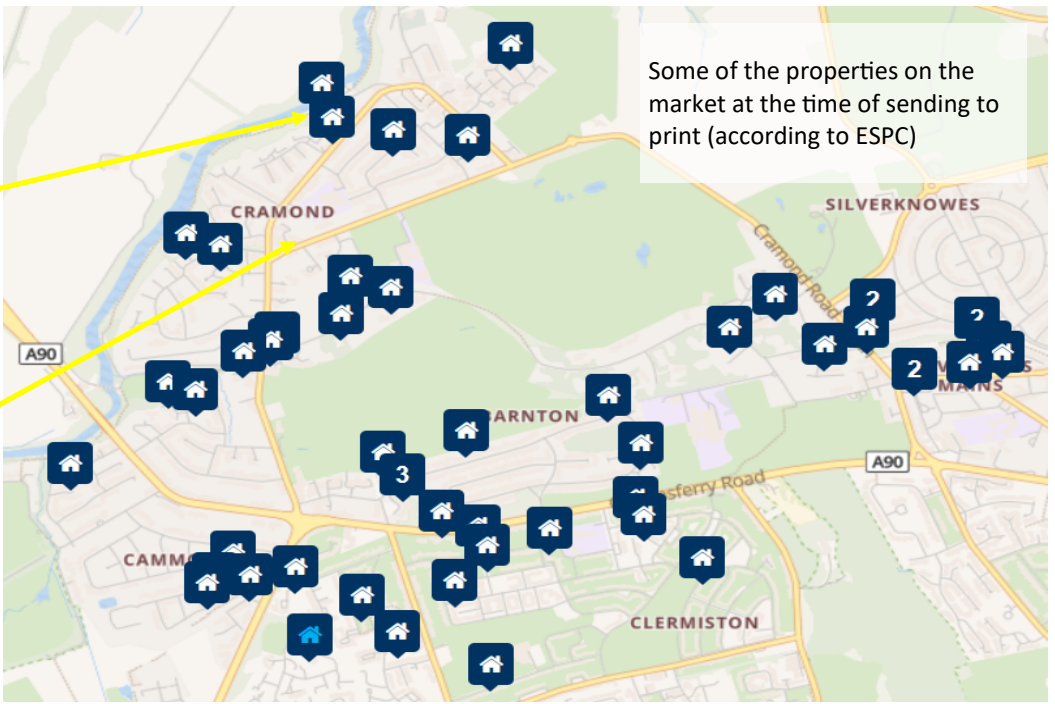 Some of the properties on the
market at the time of sending to
print (according to ESPC)
CRAMOND
SILVERKNOWES
Cramond Road
2
2
A90
2
MAINS
BARNTON
3
A90
Road
CLERMISTON